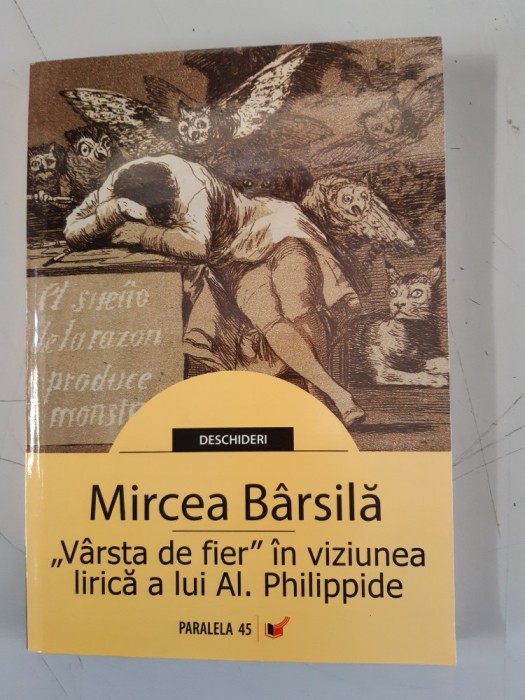 El sueño
de la razon
produce
monstr
DESCHIDERI
Mircea Bârsilă
„Vârsta de fier” în viziunea
lirică a lui Al. Philippide
PARALELA 45